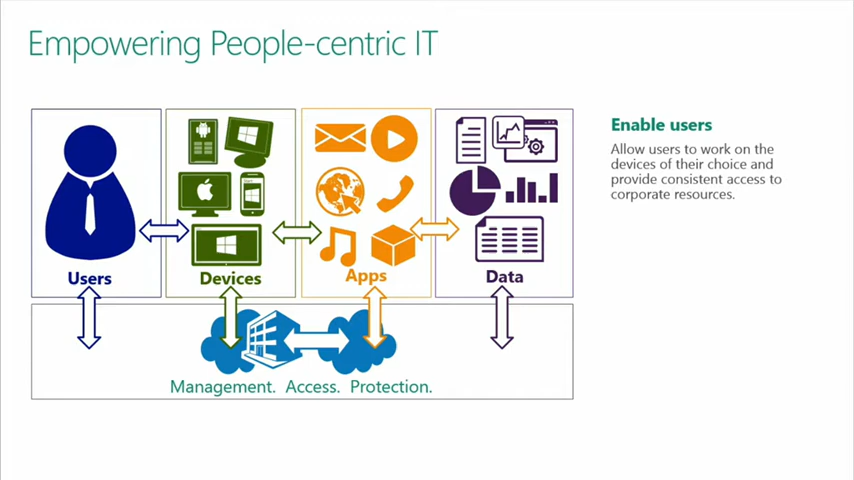 Empowering People-centric IT
Users
Devices
Apps
Data
Enable users
Allow users to work on the
devices of their choice and
provide consistent access to
corporate resources.
Management. Access. Protection.